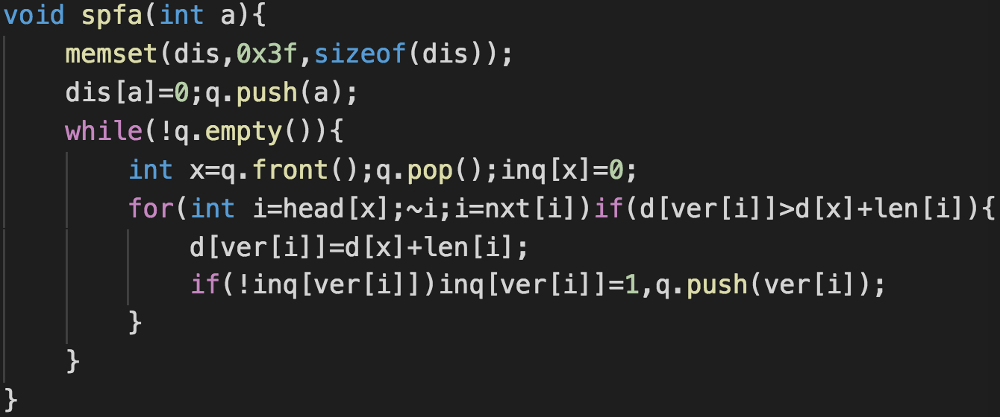 void spfa(int a){
    memset(dis,0x3f,sizeof(dis));
    dis[a]=0;q.push(a);
    while(!q.empty()){
        int x=q.front();q.pop();inq[x]=0;
        for(int i=head[x];~i;i=nxt[i])if(d[ver[i]]>d[x]+len[i]){
            d[ver[i]]=d[x]+len[i];
            if(!inq[ver[i]])inq[ver[i]]=1,q.push(ver[i]);
        }
    }
}